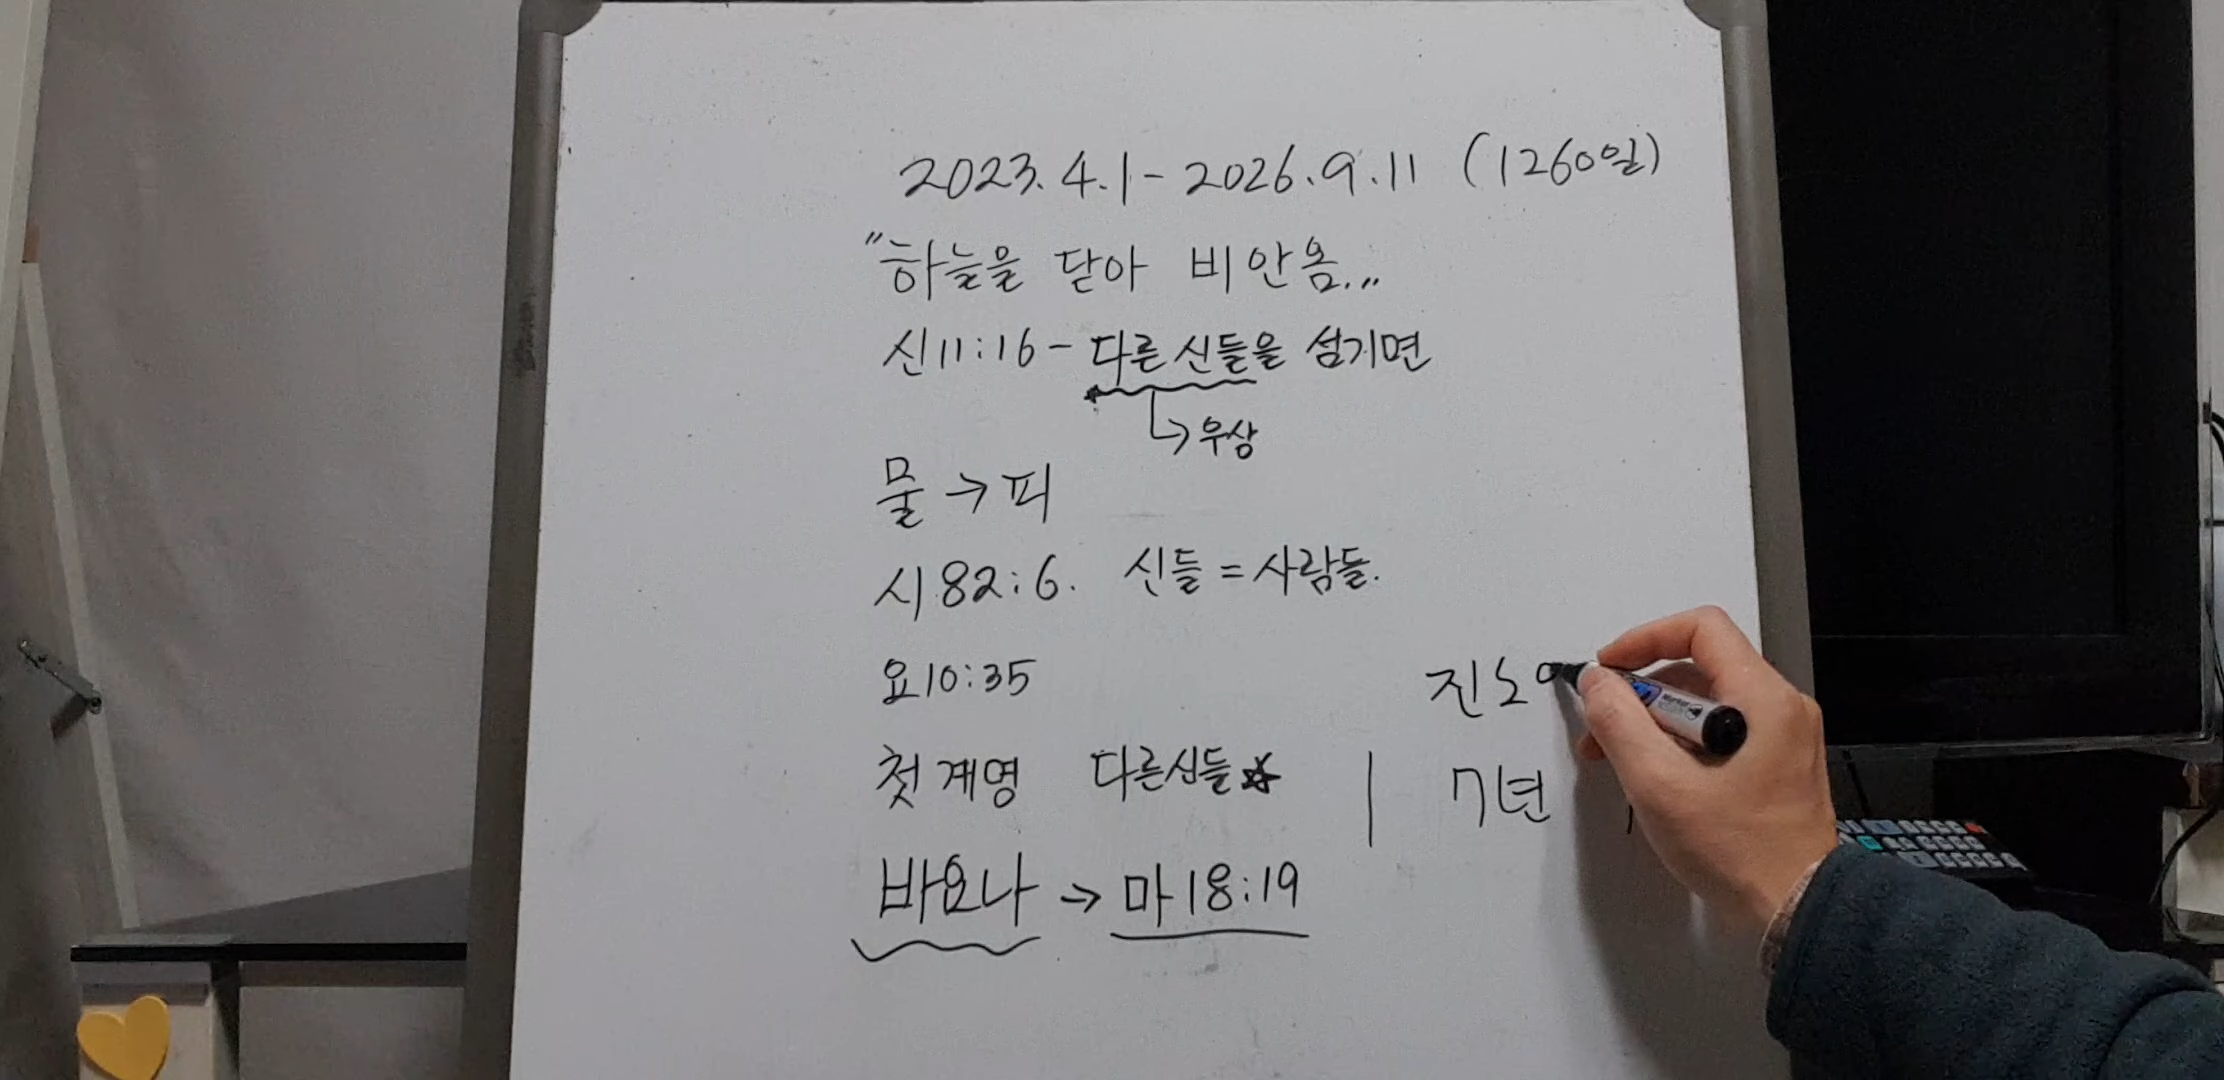 2023.4.1 - 2026.9.11 (1260일)
"하늘을 닫아 비안옴..."
신11:16 - 다른 신들을 섬기면
↳ 우상
물 → 피
시82:6. 신들 = 사람들.
요10:35
진노
첫계명 다른신들☆ | 7년
바요나 → 마18:19